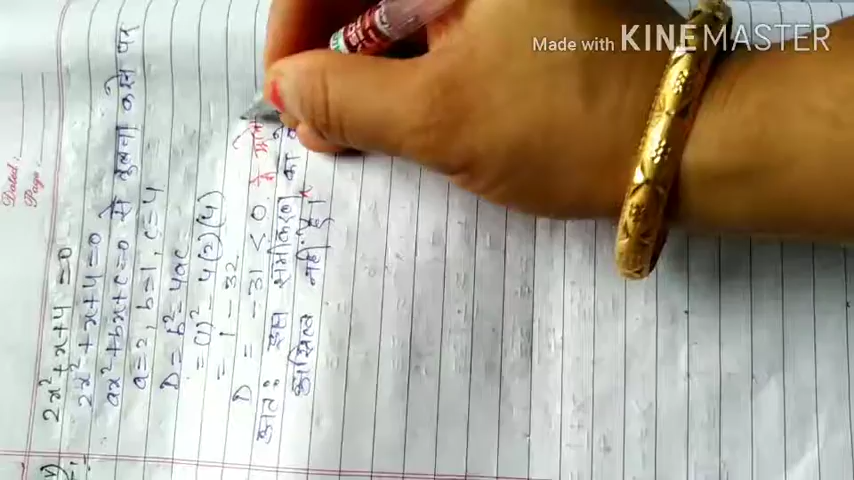 Made with KINEMASTER
Dated:
Page
v) 2x²+x+4=0
2x²+x+4=0
ax²+bx+c=0 से तुलना करने पर
a=2, b=1, c=4
D = b²-4ac
= (1)² - 4(2)(4)
= 1 - 32
D = -31 < 0 है
अतः इस समीकरण का
अस्तित्व नहीं है।